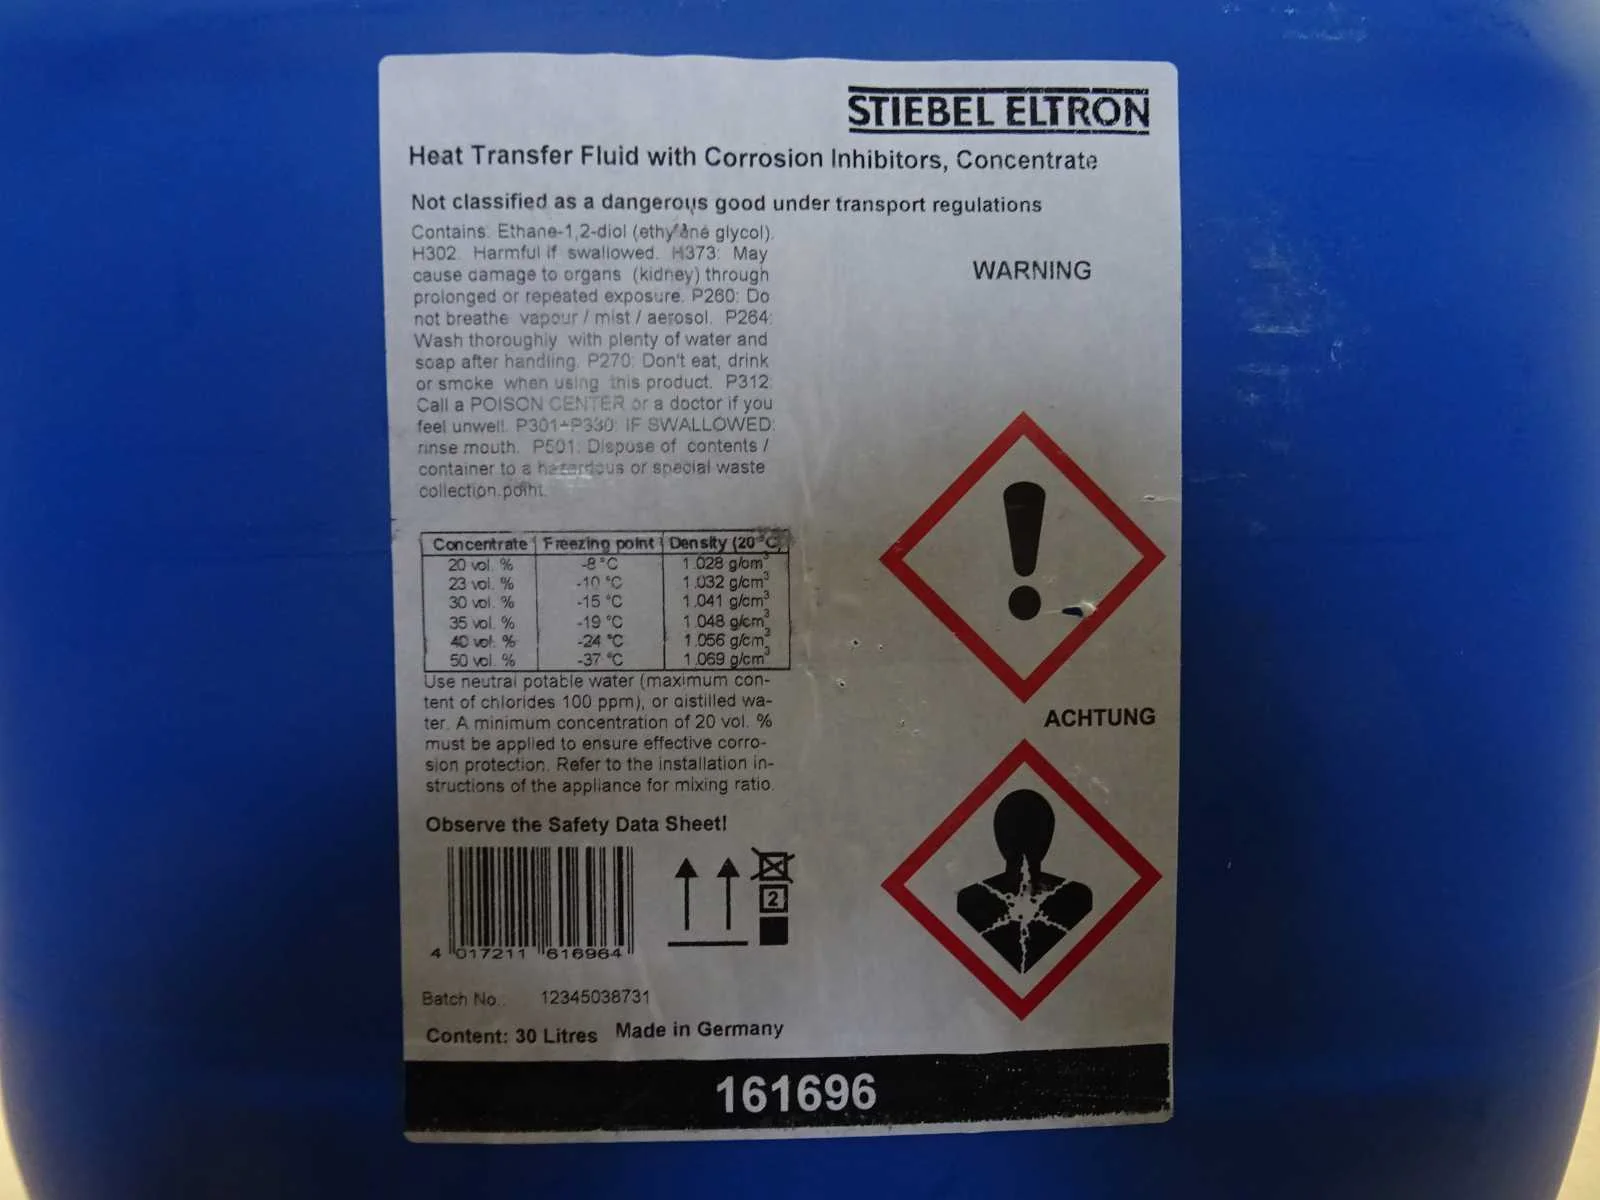 STIEBEL ELTRON
Heat Transfer Fluid with Corrosion Inhibitors, Concentrate
Not classified as a dangerous good under transport regulations
Contains: Ethane-1,2-diol (ethylene glycol).
H302: Harmful if swallowed. H373: May
cause damage to organs (kidney) through
prolonged or repeated exposure. P260: Do
not breathe vapour / mist / aerosol. P264:
Wash thoroughly with plenty of water and
soap after handling. P270: Don't eat, drink
or smoke when using this product. P312:
Call a POISON CENTER or a doctor if you
feel unwell. P301+P330: IF SWALLOWED:
rinse mouth. P501: Dispose of contents /
container to a hazardous or special waste
collection point.
WARNING
Concentrate Freezing point Density (20 °C)
20 vol. % -8 °C 1.028 g/cm³
23 vol. % -10 °C 1.032 g/cm³
30 vol. % -15 °C 1.041 g/cm³
35 vol. % -19 °C 1.048 g/cm³
40 vol. % -24 °C 1.056 g/cm³
50 vol. % -37 °C 1.069 g/cm³
Use neutral potable water (maximum con-
tent of chlorides 100 ppm), or distilled wa-
ter. A minimum concentration of 20 vol. %
must be applied to ensure effective corro-
sion protection. Refer to the installation in-
structions of the appliance for mixing ratio.
ACHTUNG
Observe the Safety Data Sheet!
2
4 017211 616964
Batch No.: 12345038731
Content: 30 Litres Made in Germany
161696